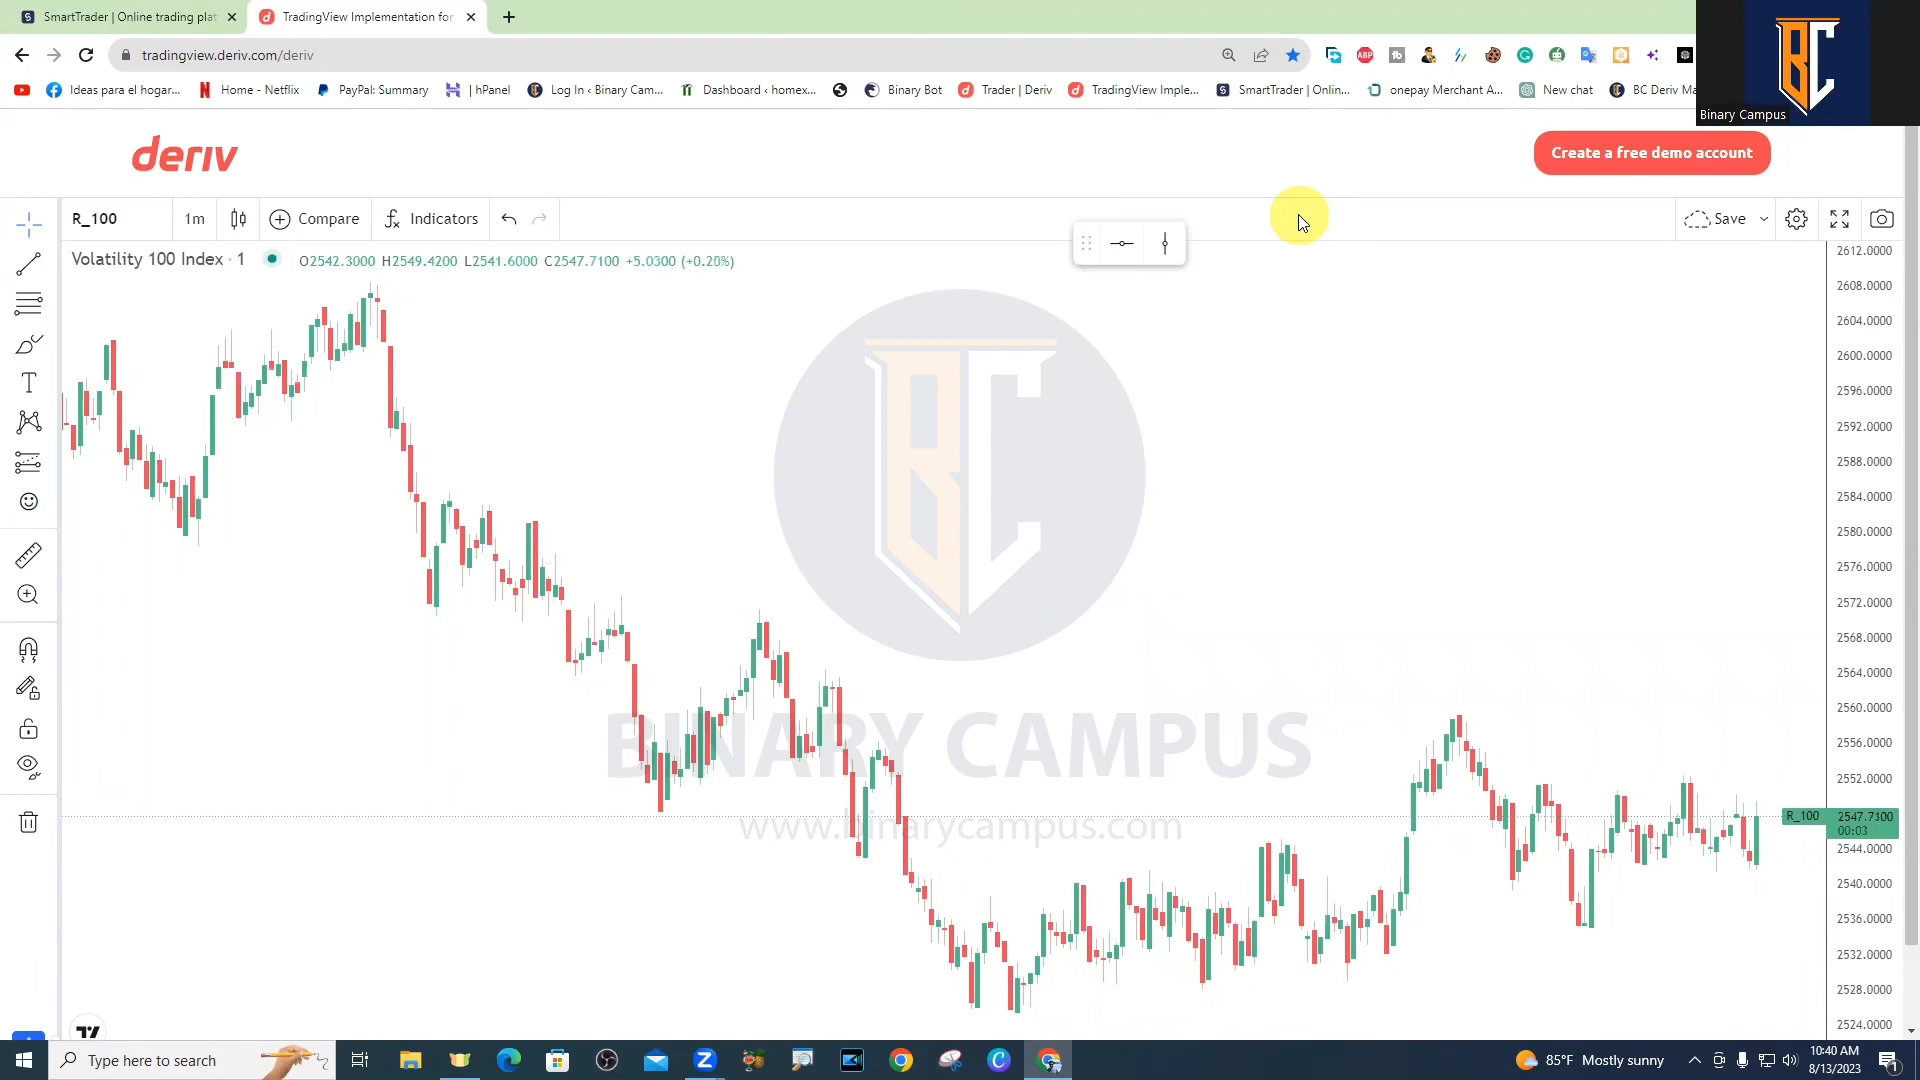 SmartTrader | Online trading plat
TradingView Implementation for
tradingview.deriv.com/deriv
Ideas para el hogar...
Home - Netflix
PayPal: Summary
| hPanel
Log In ‹ Binary Cam...
Dashboard ‹ homex...
Binary Bot
Trader | Deriv
TradingView Imple...
SmartTrader | Onlin...
onepay Merchant A...
New chat
BC Deriv Ma
ABP
Binary Campus
deriv
Create a free demo account
R_100
1m
Compare
Indicators
Save
Volatility 100 Index · 1
O2542.3000 H2549.4200 L2541.6000 C2547.7100 +5.0300 (+0.20%)
2612.0000
2608.0000
2604.0000
2600.0000
2596.0000
2592.0000
2588.0000
2584.0000
2580.0000
2576.0000
2572.0000
2568.0000
2564.0000
2560.0000
2556.0000
2552.0000
R_100
2547.7100
00:03
2544.0000
2540.0000
2536.0000
2532.0000
2528.0000
2524.0000
BC
BINARY CAMPUS
www.binarycampus.com
Type here to search
85°F Mostly sunny
10:40 AM
8/13/2023